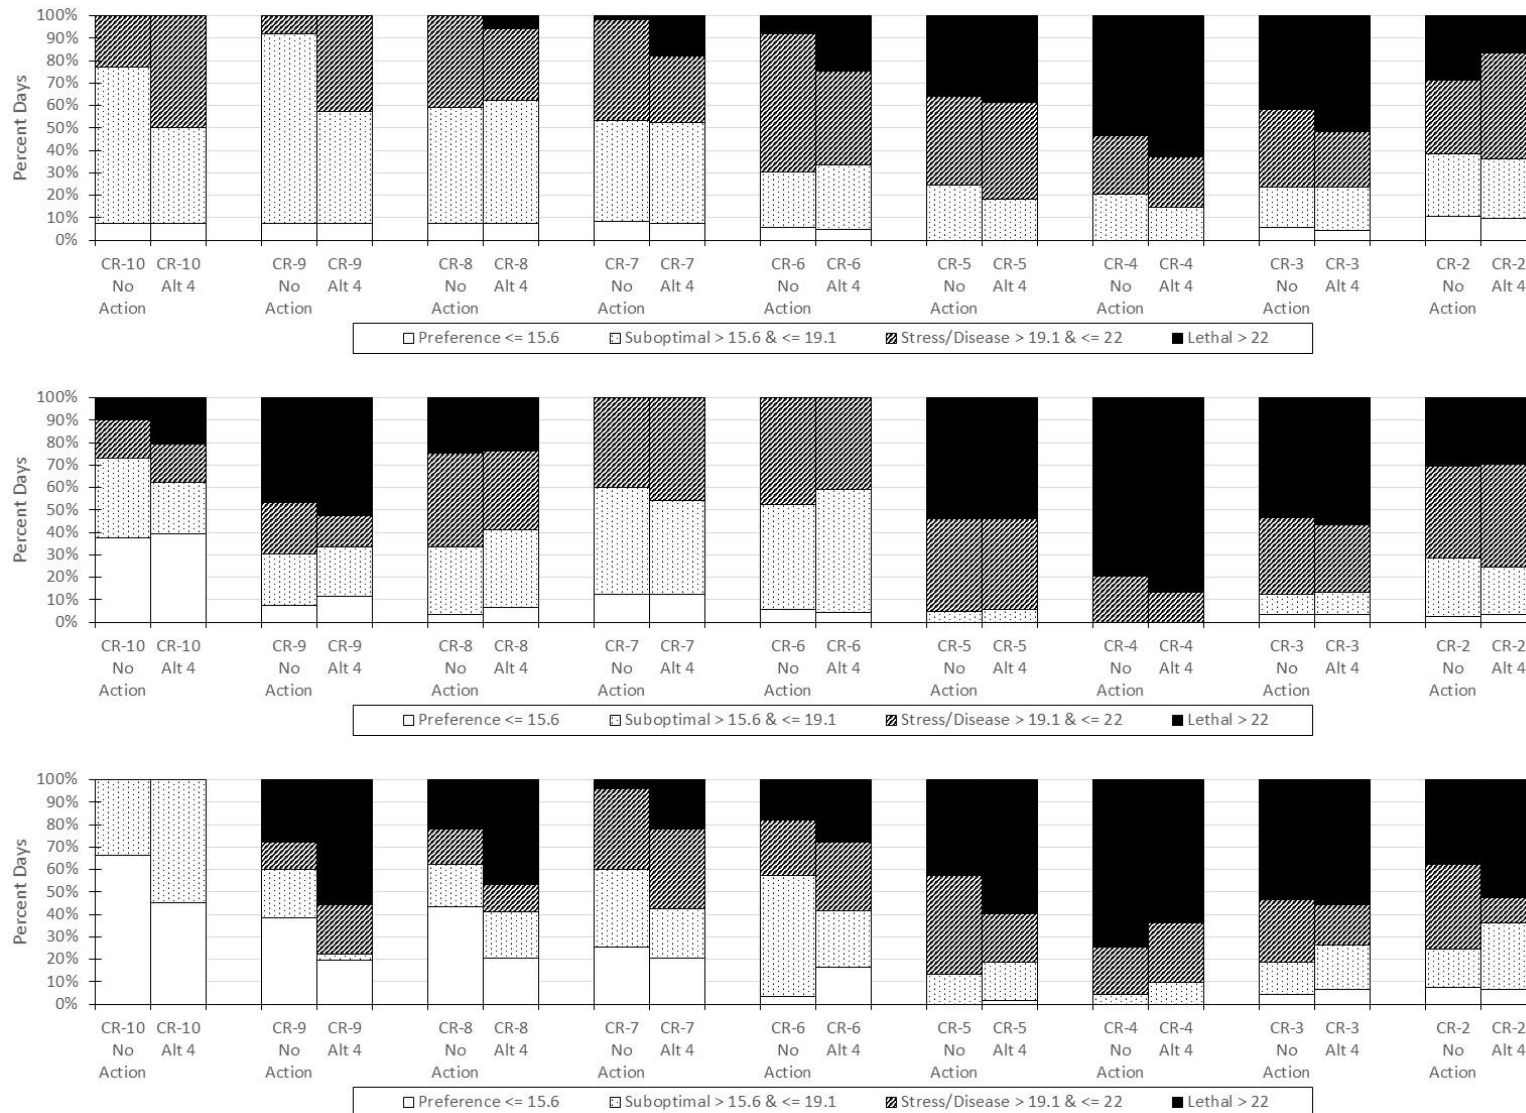 Percent Days
100%
90%
80%
70%
60%
50%
40%
30%
20%
10%
0%
CR-10 CR-10 CR-9 CR-9 CR-8 CR-8 CR-7 CR-7 CR-6 CR-6 CR-5 CR-5 CR-4 CR-4 CR-3 CR-3 CR-2 CR-2
No Alt 4 No Alt 4 No Alt 4 No Alt 4 No Alt 4 No Alt 4 No Alt 4 No Alt 4 No Alt 4
Action Action Action Action Action Action Action Action Action
Preference <= 15.6 Suboptimal > 15.6 & <= 19.1 Stress/Disease > 19.1 & <= 22 Lethal > 22
Percent Days
100%
90%
80%
70%
60%
50%
40%
30%
20%
10%
0%
CR-10 CR-10 CR-9 CR-9 CR-8 CR-8 CR-7 CR-7 CR-6 CR-6 CR-5 CR-5 CR-4 CR-4 CR-3 CR-3 CR-2 CR-2
No Alt 4 No Alt 4 No Alt 4 No Alt 4 No Alt 4 No Alt 4 No Alt 4 No Alt 4 No Alt 4
Action Action Action Action Action Action Action Action Action
Preference <= 15.6 Suboptimal > 15.6 & <= 19.1 Stress/Disease > 19.1 & <= 22 Lethal > 22
Percent Days
100%
90%
80%
70%
60%
50%
40%
30%
20%
10%
0%
CR-10 CR-10 CR-9 CR-9 CR-8 CR-8 CR-7 CR-7 CR-6 CR-6 CR-5 CR-5 CR-4 CR-4 CR-3 CR-3 CR-2 CR-2
No Alt 4 No Alt 4 No Alt 4 No Alt 4 No Alt 4 No Alt 4 No Alt 4 No Alt 4 No Alt 4
Action Action Action Action Action Action Action Action Action
Preference <= 15.6 Suboptimal > 15.6 & <= 19.1 Stress/Disease > 19.1 & <= 22 Lethal > 22